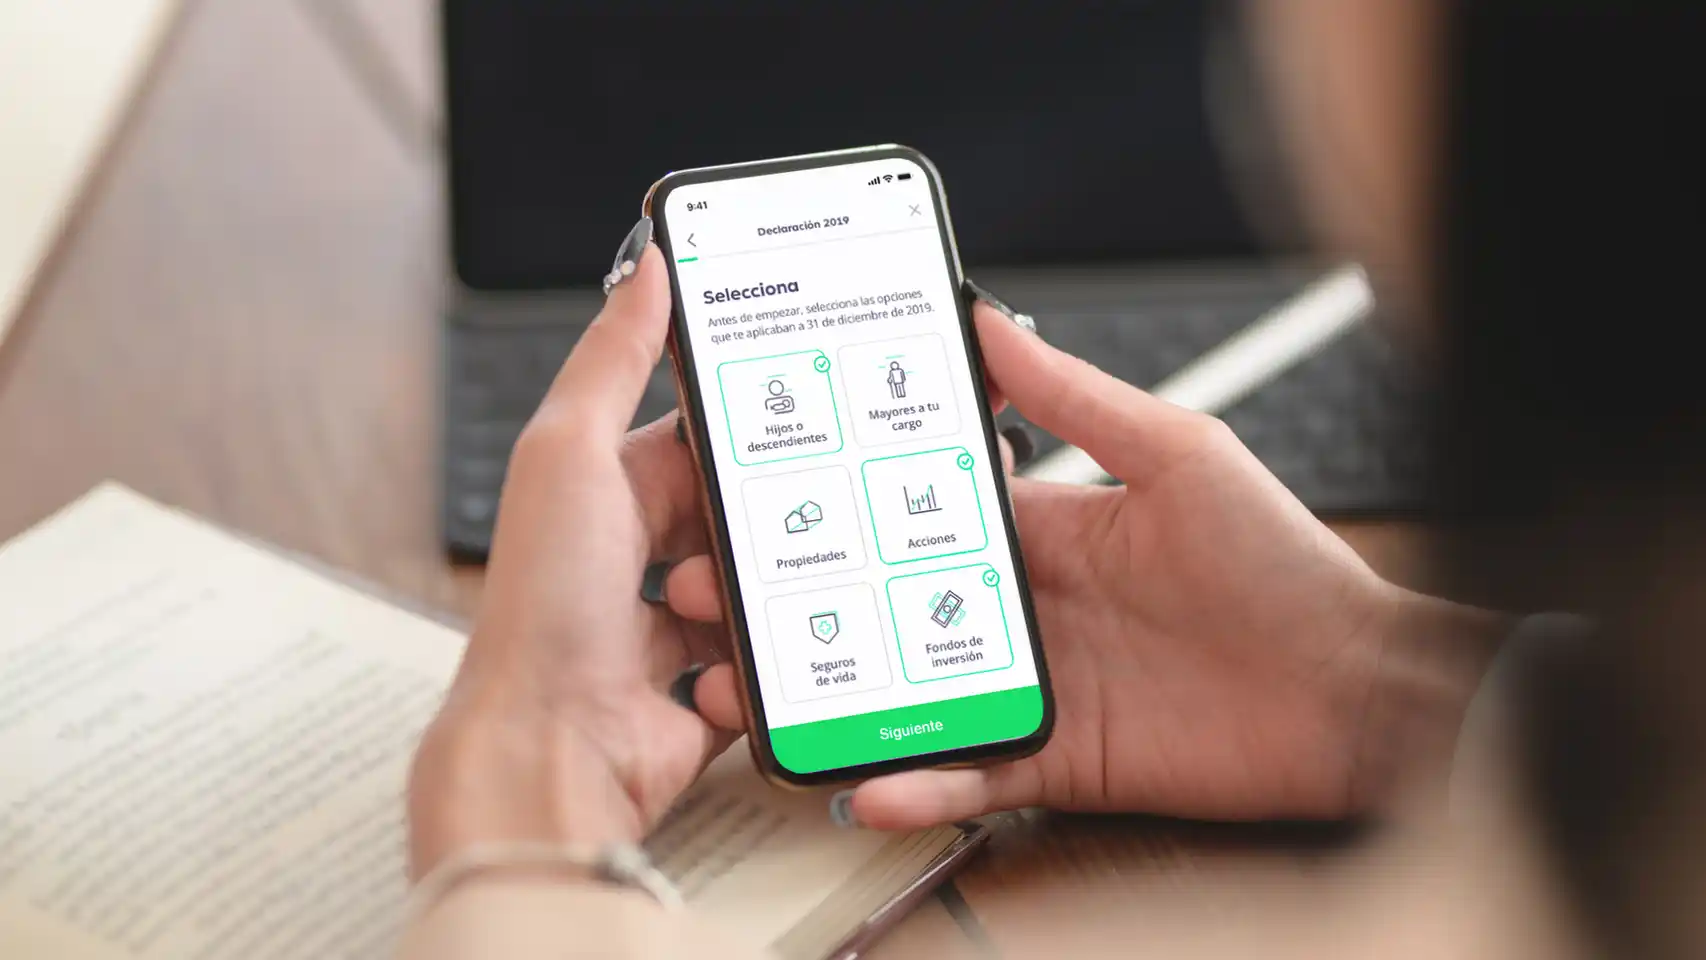 9:41
Declaración 2019
Selecciona
Antes de empezar, selecciona las opciones
que te aplicaban a 31 de diciembre de 2019.
Hijos o
descendientes
Mayores a tu
cargo
Propiedades
Acciones
Seguros
de vida
Fondos de
inversión
Siguiente